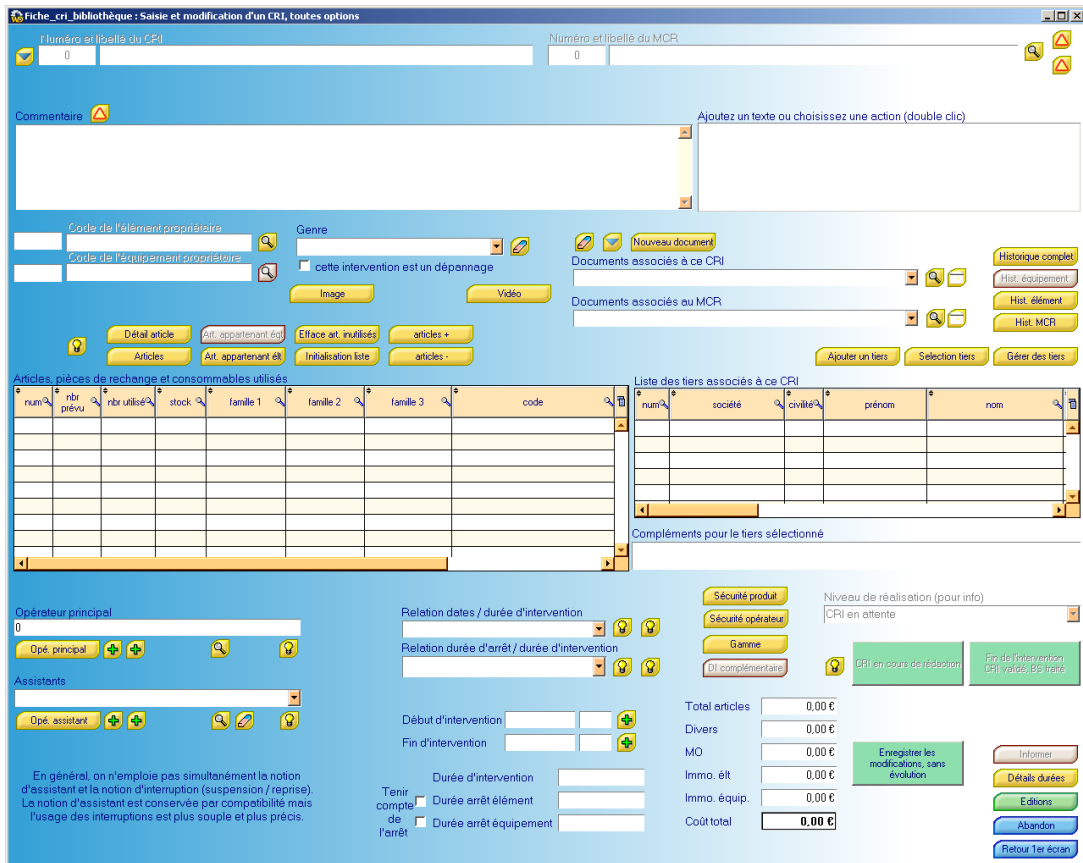 Fiche_cri_bibliothèque : Saisie et modification d'un CRI, toutes options
Numéro et libellé du CRI
Numéro et libellé du MCR
0
0
Commentaire
Ajoutez un texte ou choisissez une action (double clic)
Code de l'élément propriétaire
Genre
Nouveau document
Code de l'équipement propriétaire
cette intervention est un dépannage
Documents associés à ce CRI
Historique complet
Hist. équipement
Image
Vidéo
Documents associés au MCR
Hist. élément
Hist. MCR
Détail article
Art. appartenant éqt
Efface art. inutilisés
articles +
Articles
Art. appartenant élt
Initialisation liste
articles -
Ajouter un tiers
Selection tiers
Gérer des tiers
Articles, pièces de rechange et consommables utilisés
Liste des tiers associés à ce CRI
num
nbr prévu
nbr utilisé
stock
famille 1
famille 2
famille 3
code
num
société
civilité
prénom
nom
Compléments pour le tiers sélectionné
Opérateur principal
0
Opé. principal
Relation dates / durée d'intervention
Relation durée d'arrêt / durée d'intervention
Sécurité produit
Sécurité opérateur
Gamme
DI complémentaire
Niveau de réalisation (pour info)
CRI en attente
CRI en cours de rédaction
Fin de l'intervention
CRI validé, BS traité
Assistants
Opé. assistant
Début d'intervention
Fin d'intervention
Total articles
0,00 €
Divers
0,00 €
MO
0,00 €
Immo. élt
0,00 €
Immo. équip.
0,00 €
Coût total
0,00 €
Enregistrer les
modifications, sans
évolution
Informer
Détails durées
Editions
Abandon
Retour 1er écran
En général, on n'emploie pas simultanément la notion
d'assistant et la notion d'interruption (suspension / reprise).
La notion d'assistant est conservée par compatibilité mais
l'usage des interruptions est plus souple et plus précis.
Durée d'intervention
Tenir
compte
de
l'arrêt
Durée arrêt élément
Durée arrêt équipement